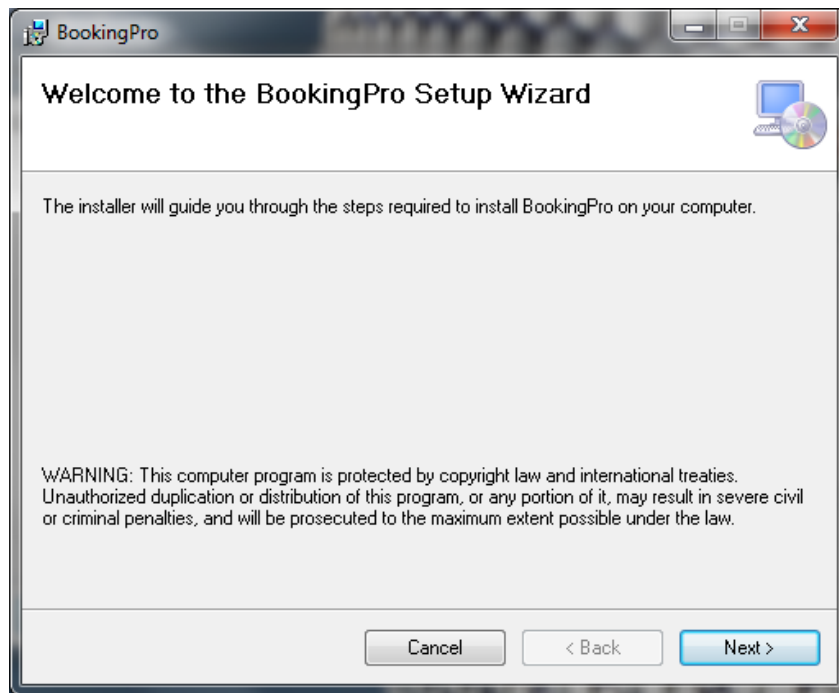 BookingPro
Welcome to the BookingPro Setup Wizard
The installer will guide you through the steps required to install BookingPro on your computer.
WARNING: This computer program is protected by copyright law and international treaties.
Unauthorized duplication or distribution of this program, or any portion of it, may result in severe civil
or criminal penalties, and will be prosecuted to the maximum extent possible under the law.
Cancel
< Back
Next >